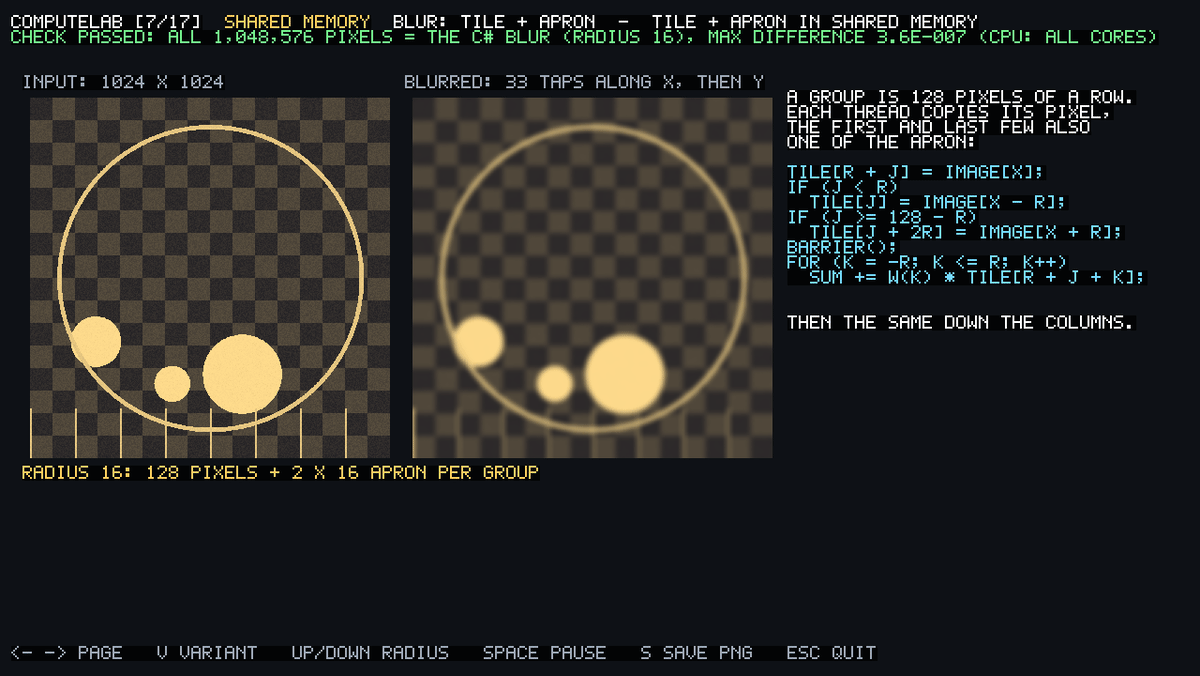 COMPUTELAB [7/17]  SHARED MEMORY  BLUR: TILE + APRON  -  TILE + APRON IN SHARED MEMORY
CHECK PASSED: ALL 1,048,576 PIXELS = THE C# BLUR (RADIUS 16), MAX DIFFERENCE 3.6E-007 (CPU: ALL CORES)
INPUT: 1024 X 1024
BLURRED: 33 TAPS ALONG X, THEN Y
A GROUP IS 128 PIXELS OF A ROW.
EACH THREAD COPIES ITS PIXEL,
THE FIRST AND LAST FEW ALSO
ONE OF THE APRON:
TILE[R + J] = IMAGE[X];
IF (J < R)
  TILE[J] = IMAGE[X - R];
IF (J >= 128 - R)
  TILE[J + 2R] = IMAGE[X + R];
BARRIER();
FOR (K = -R; K <= R; K++)
  SUM += W(K) * TILE[R + J + K];
THEN THE SAME DOWN THE COLUMNS.
RADIUS 16: 128 PIXELS + 2 X 16 APRON PER GROUP
<- -> PAGE   V VARIANT   UP/DOWN RADIUS   SPACE PAUSE   S SAVE PNG   ESC QUIT